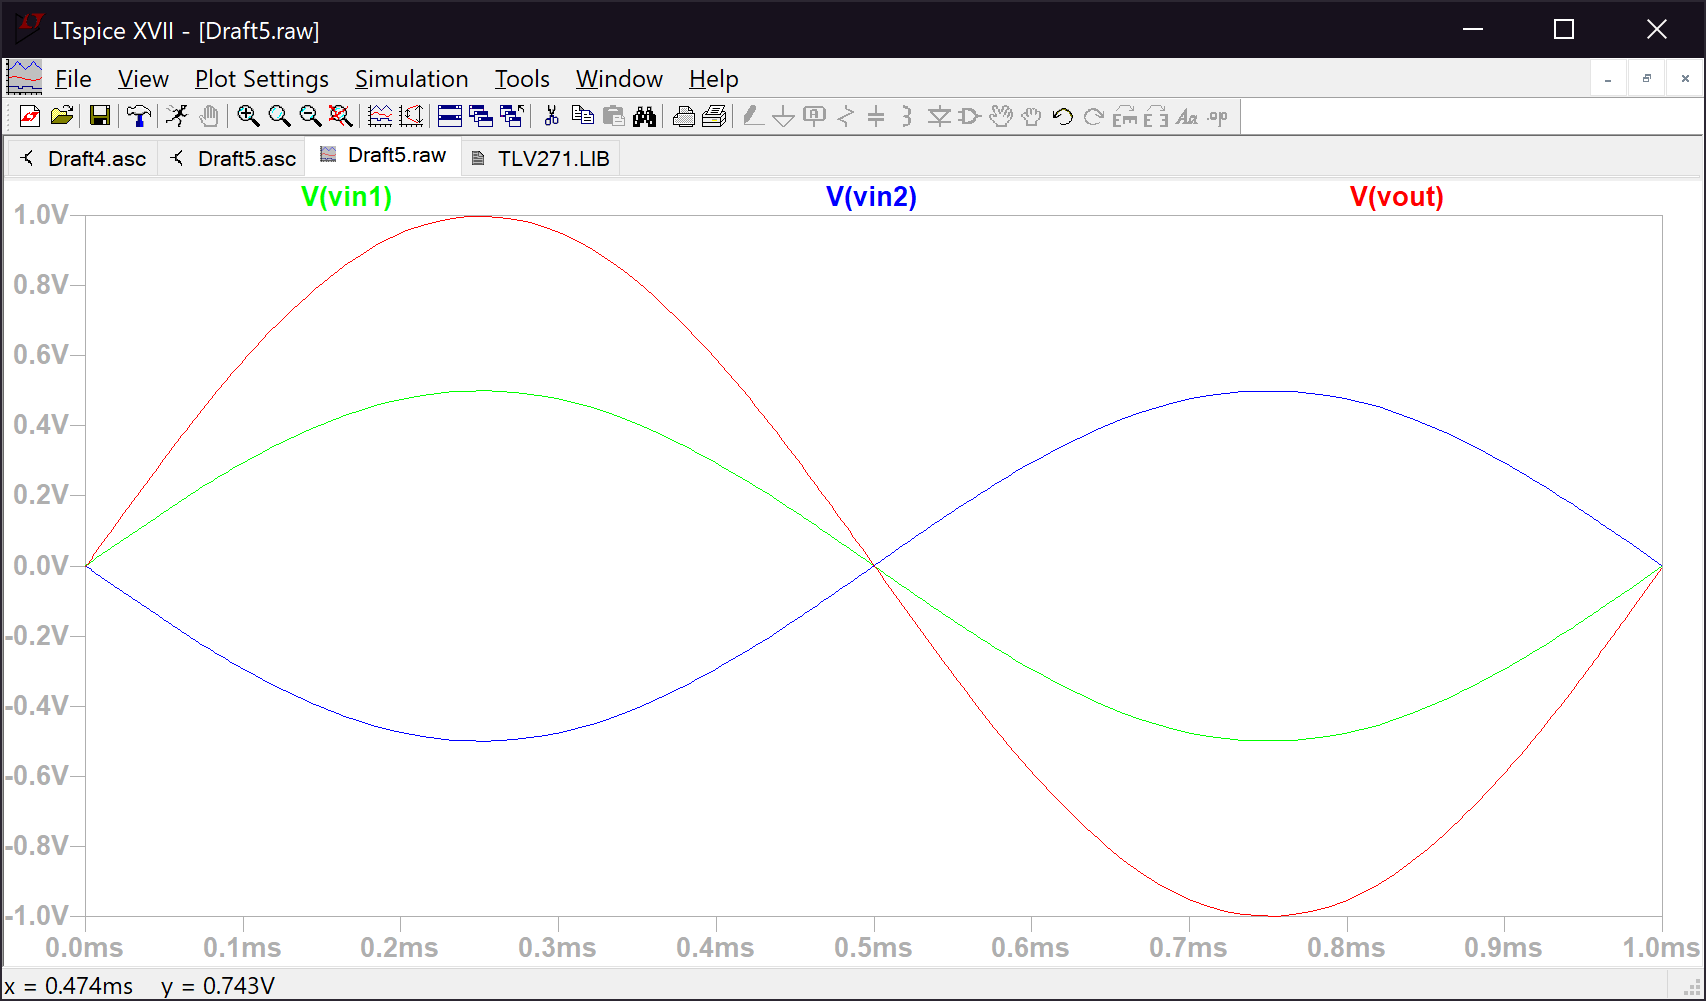 LTspice XVII - [Draft5.raw]
File View Plot Settings Simulation Tools Window Help
Draft4.asc Draft5.asc Draft5.raw TLV271.LIB
V(vin1) V(vin2) V(vout)
1.0V
0.8V
0.6V
0.4V
0.2V
0.0V
-0.2V
-0.4V
-0.6V
-0.8V
-1.0V
0.0ms 0.1ms 0.2ms 0.3ms 0.4ms 0.5ms 0.6ms 0.7ms 0.8ms 0.9ms 1.0ms
x = 0.474ms y = 0.743V